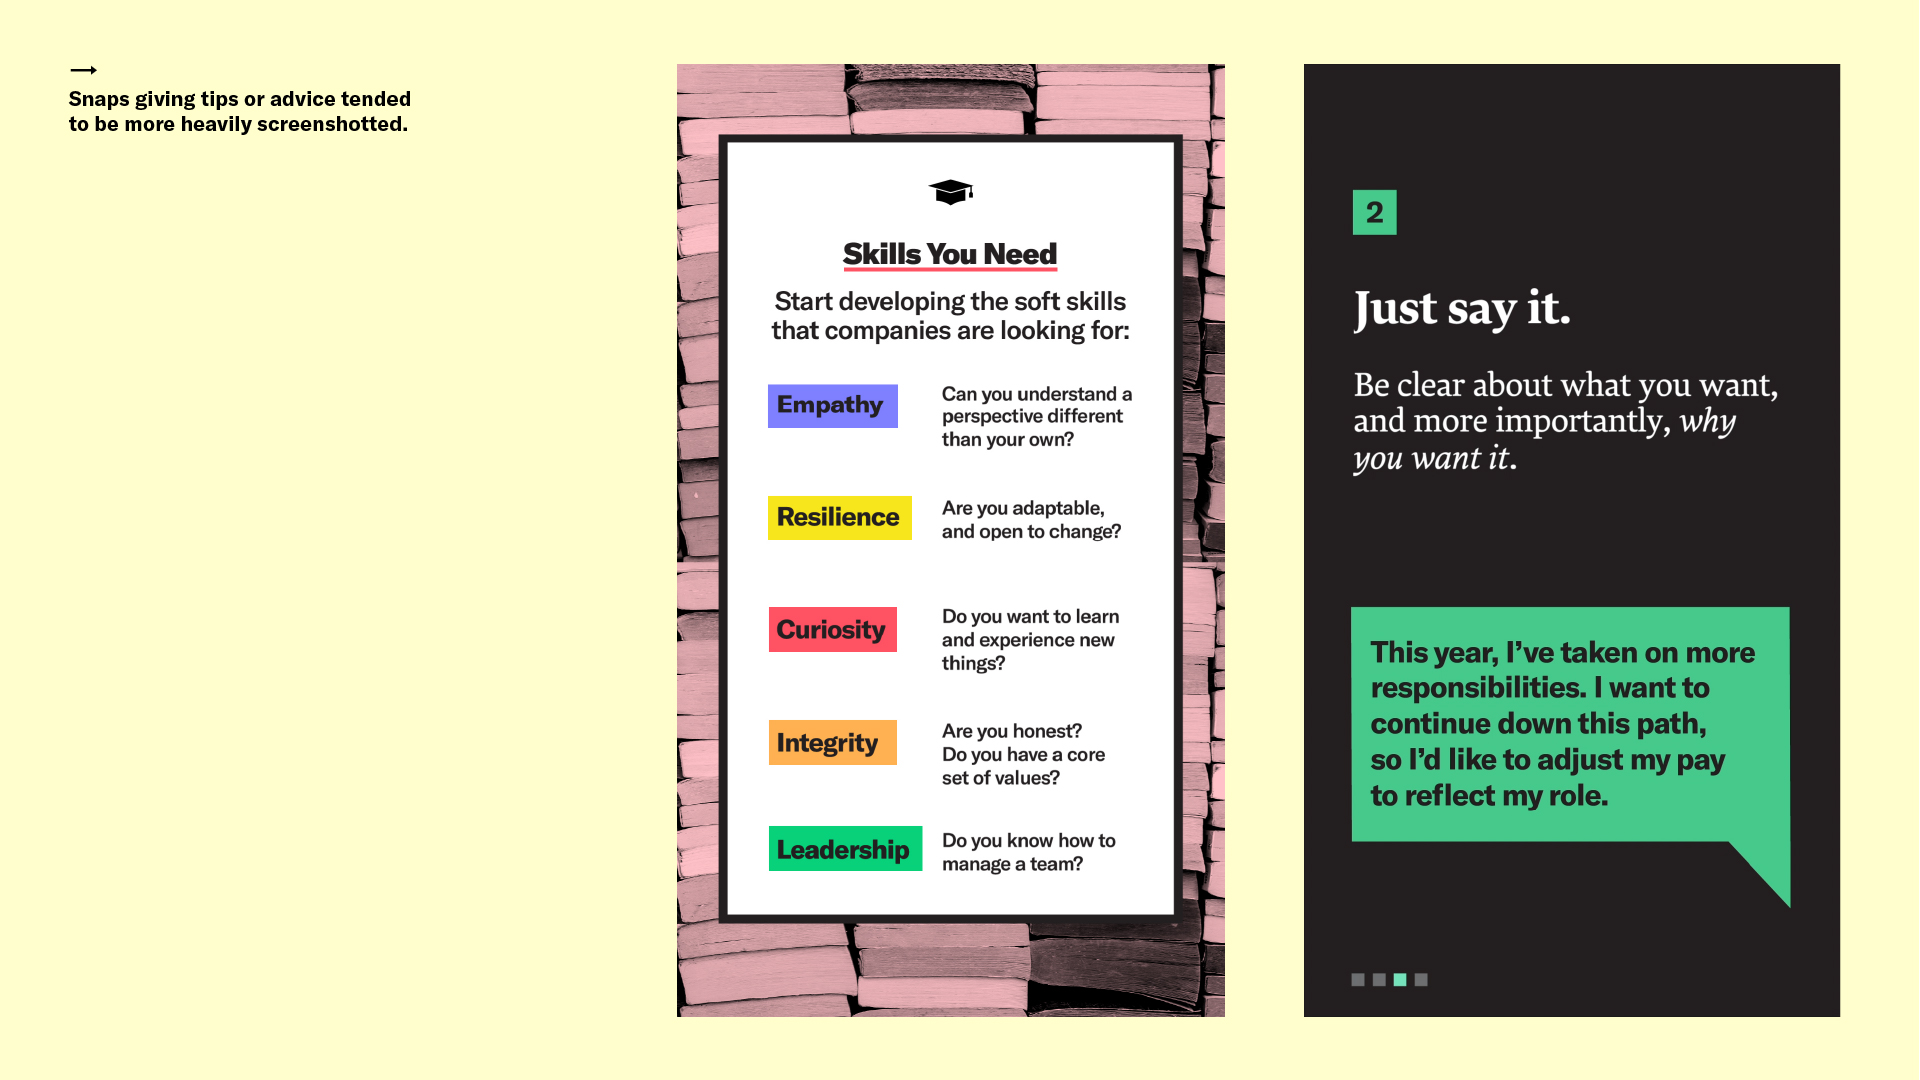 Snaps giving tips or advice tended
to be more heavily screenshotted.
Skills You Need
Start developing the soft skills
that companies are looking for:
Empathy
Can you understand a
perspective different
than your own?
Resilience
Are you adaptable,
and open to change?
Curiosity
Do you want to learn
and experience new
things?
Integrity
Are you honest?
Do you have a core
set of values?
Leadership
Do you know how to
manage a team?
2
Just say it.
Be clear about what you want,
and more importantly, why
you want it.
This year, I’ve taken on more
responsibilities. I want to
continue down this path,
so I’d like to adjust my pay
to reflect my role.